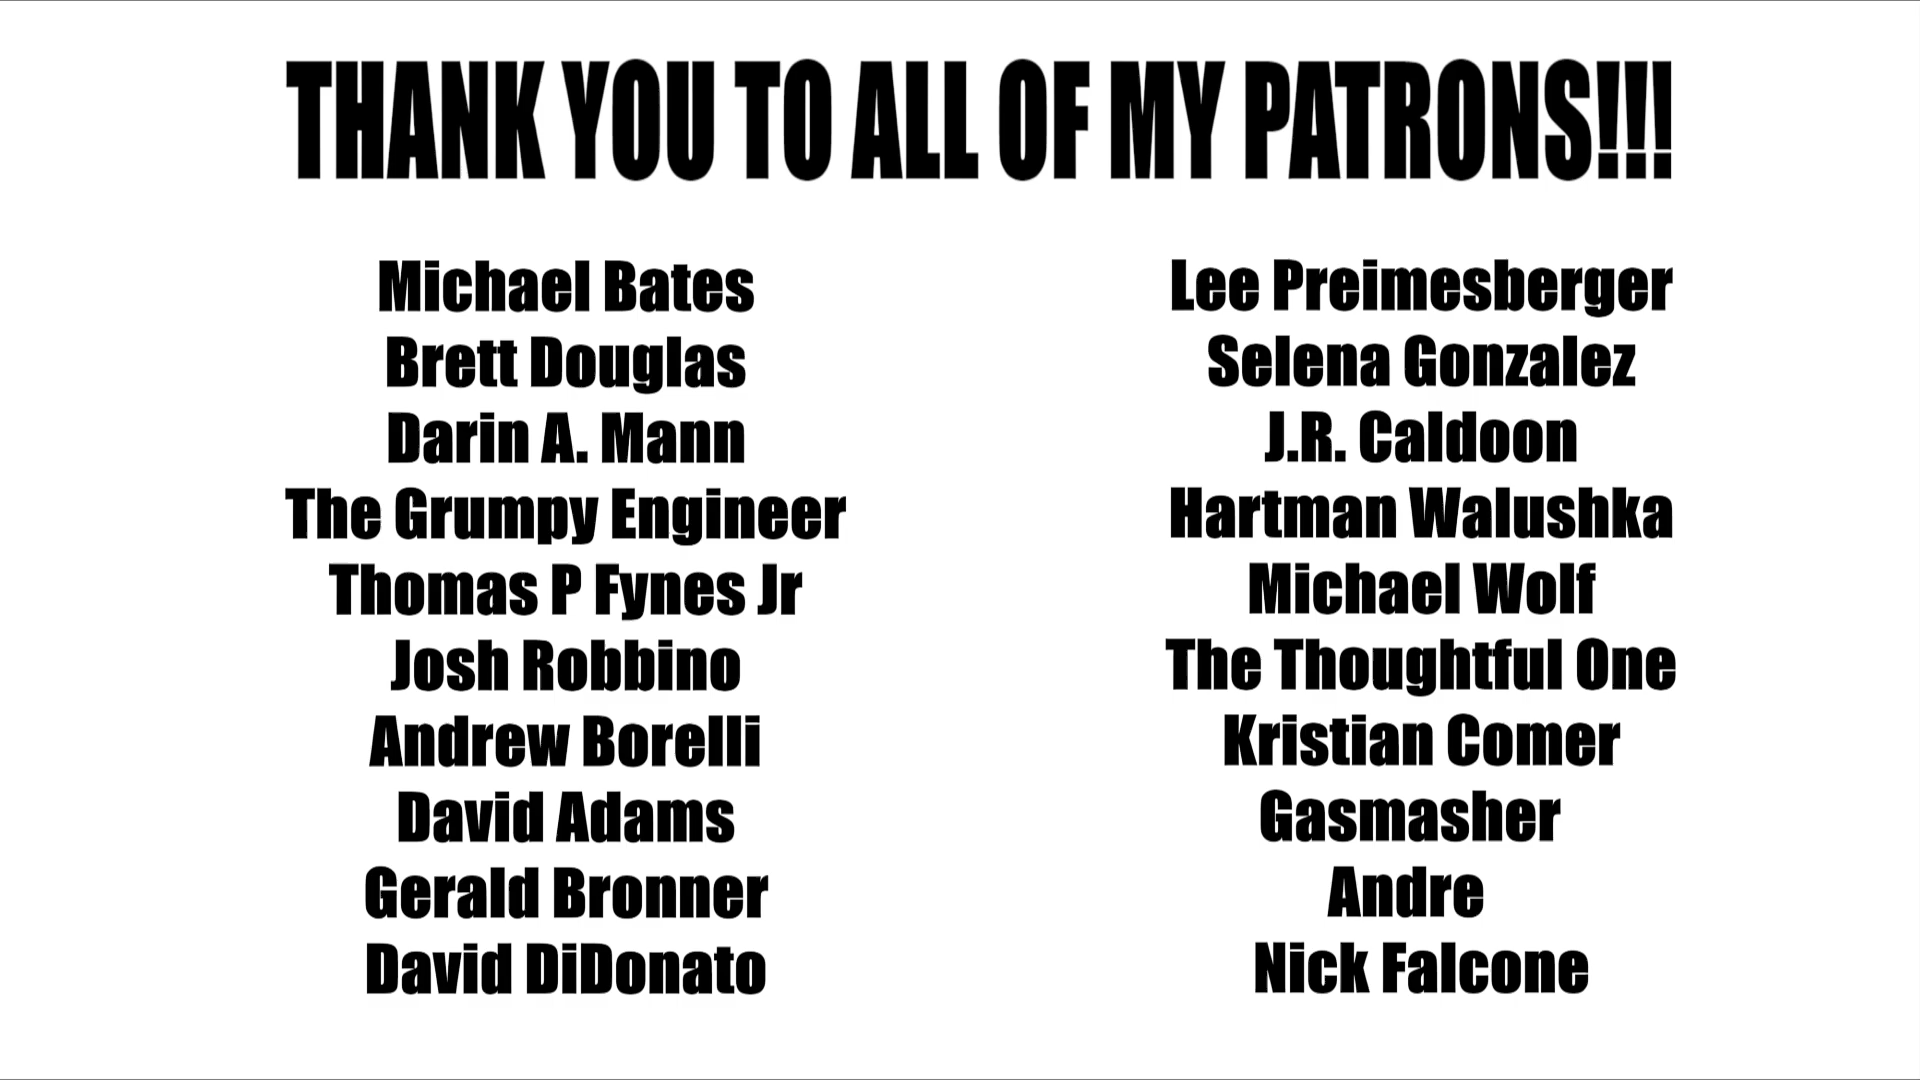 THANK YOU TO ALL OF MY PATRONS!!!
Michael Bates
Brett Douglas
Darin A. Mann
The Grumpy Engineer
Thomas P Fynes Jr
Josh Robbino
Andrew Borelli
David Adams
Gerald Bronner
David DiDonato
Lee Preimesberger
Selena Gonzalez
J.R. Caldoon
Hartman Walushka
Michael Wolf
The Thoughtful One
Kristian Comer
Gasmasher
Andre
Nick Falcone